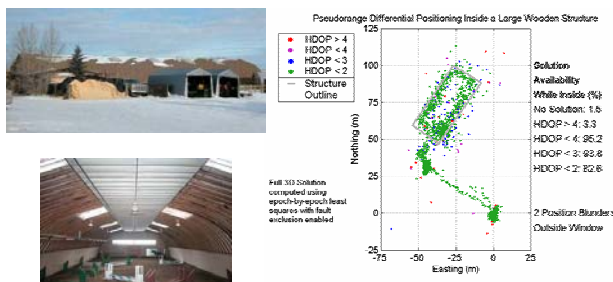 Pseudorange Differential Positioning Inside a Large Wooden Structure
HDOP > 4
HDOP < 4
HDOP < 3
HDOP < 2
Structure
Outline
125
100
75
50
25
0
25
Northing (m)
-75
-50
-25
0
25
Easting (m)
Solution
Availability
While Inside (%)
No Solution: 1.5
HDOP > 4: 3.3
HDOP < 4: 95.2
HDOP < 3: 93.8
HDOP < 2: 82.6
2 Position Blunders
Outside Window
Full 3D Solution
computed using
epoch-by-epoch least
squares with fault
exclusion enabled